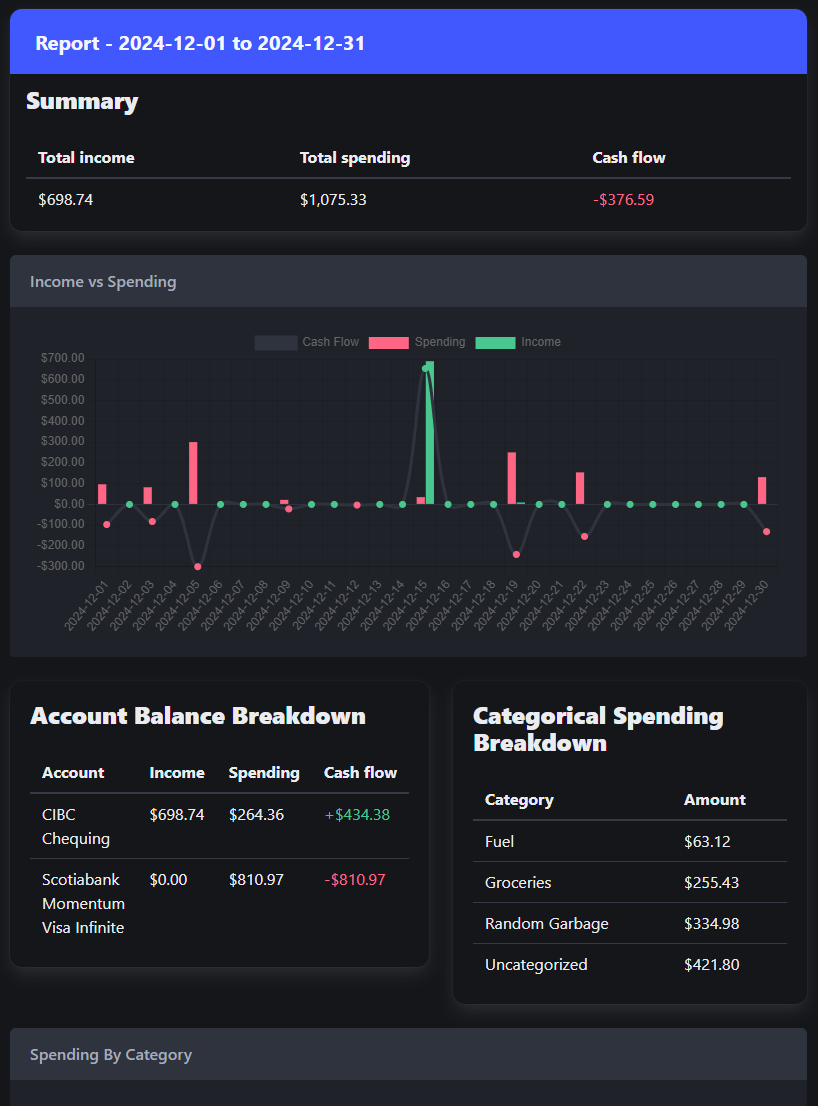 Report - 2024-12-01 to 2024-12-31
Summary
Total income Total spending Cash flow
$698.74 $1,075.33 -$376.59
Income vs Spending
Cash Flow Spending Income
$700.00
$600.00
$500.00
$400.00
$300.00
$200.00
$100.00
$0.00
-$100.00
-$200.00
-$300.00
2024-12-01 2024-12-02 2024-12-03 2024-12-04 2024-12-05 2024-12-06 2024-12-07 2024-12-08 2024-12-09 2024-12-10 2024-12-11 2024-12-12 2024-12-13 2024-12-14 2024-12-15 2024-12-16 2024-12-17 2024-12-18 2024-12-19 2024-12-20 2024-12-21 2024-12-22 2024-12-23 2024-12-24 2024-12-25 2024-12-26 2024-12-27 2024-12-28 2024-12-29 2024-12-30
Account Balance Breakdown
Account Income Spending Cash flow
CIBC $698.74 $264.36 +$434.38
Chequing
Scotiabank $0.00 $810.97 -$810.97
Momentum
Visa Infinite
Categorical Spending
Breakdown
Category Amount
Fuel $63.12
Groceries $255.43
Random Garbage $334.98
Uncategorized $421.80
Spending By Category